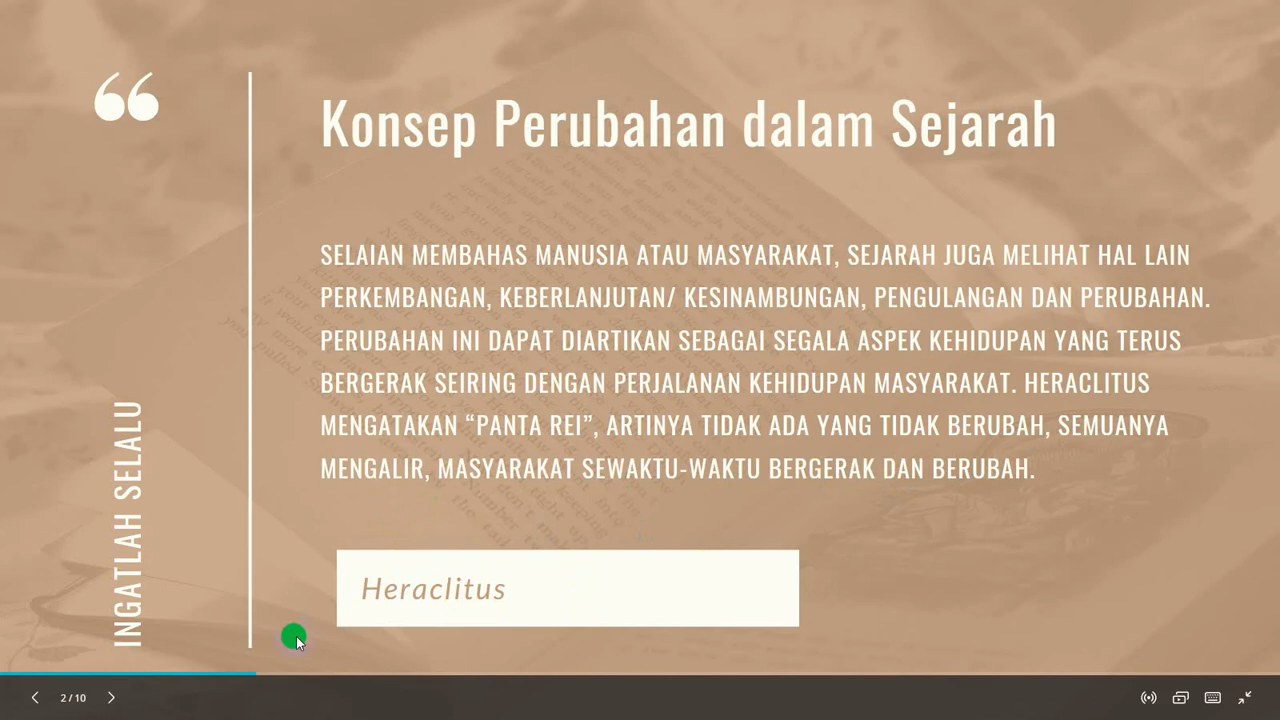 “
Konsep Perubahan dalam Sejarah
SELAIAN MEMBAHAS MANUSIA ATAU MASYARAKAT, SEJARAH JUGA MELIHAT HAL LAIN
PERKEMBANGAN, KEBERLANJUTAN/ KESINAMBUNGAN, PENGULANGAN DAN PERUBAHAN.
PERUBAHAN INI DAPAT DIARTIKAN SEBAGAI SEGALA ASPEK KEHIDUPAN YANG TERUS
BERGERAK SEIRING DENGAN PERJALANAN KEHIDUPAN MASYARAKAT. HERACLITUS
MENGATAKAN “PANTA REI”, ARTINYA TIDAK ADA YANG TIDAK BERUBAH, SEMUANYA
MENGALIR, MASYARAKAT SEWAKTU-WAKTU BERGERAK DAN BERUBAH.
INGATLAH SELALU
Heraclitus
2 / 10